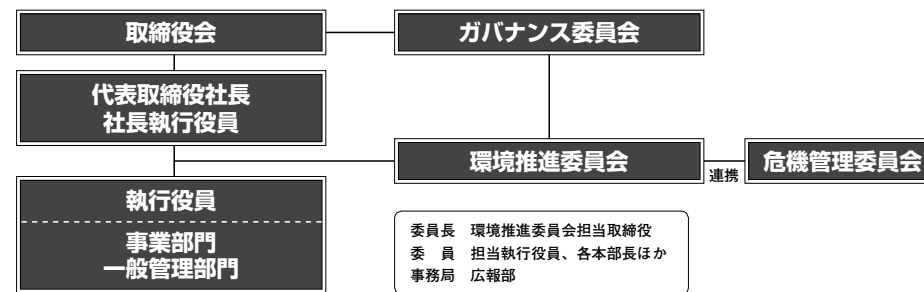 取締役会
ガバナンス委員会
代表取締役社長
社長執行役員
環境推進委員会
連携
危機管理委員会
執行役員
事業部門
一般管理部門
委員長 環境推進委員会担当取締役
委 員 担当執行役員、各本部長ほか
事務局 広報部